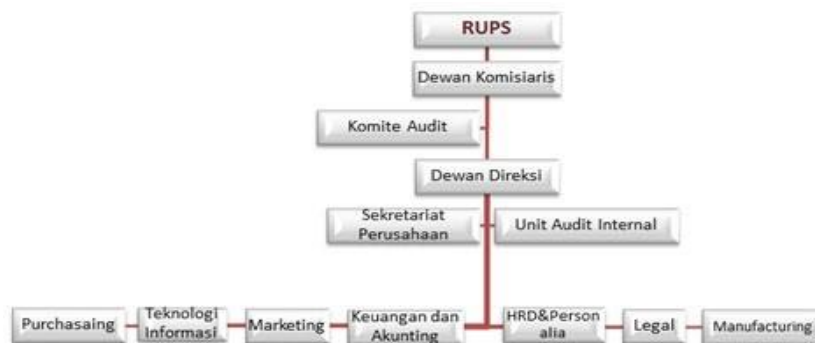 RUPS
Dewan Komisiaris
Komite Audit
Dewan Direksi
Sekretariat
Perusahaan
Unit Audit Internal
Purchasaing
Teknologi
Informasi
Marketing
Keuangan dan
Akunting
HRD&Person
alia
Legal
Manufacturing